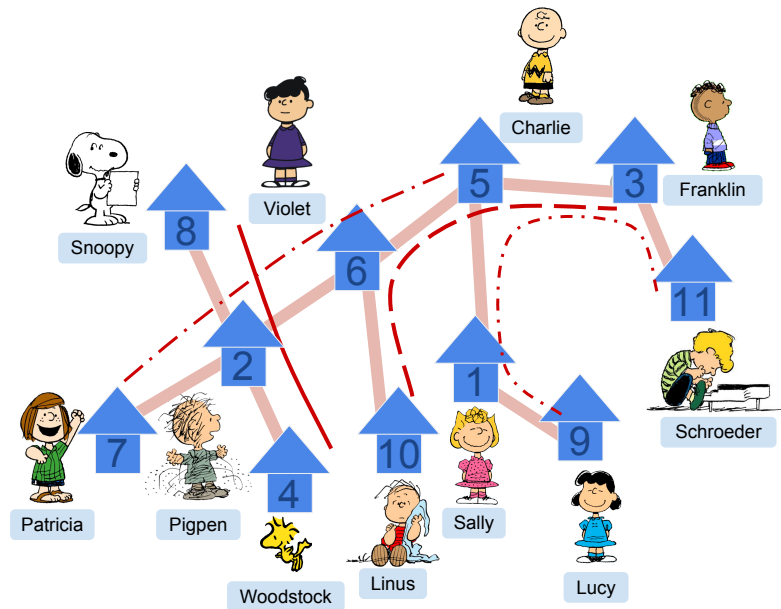 Charlie
Franklin
Violet
Snoopy
5
3
8
6
11
2
1
7
10
9
4
Schroeder
Patricia
Pigpen
Sally
Woodstock
Linus
Lucy